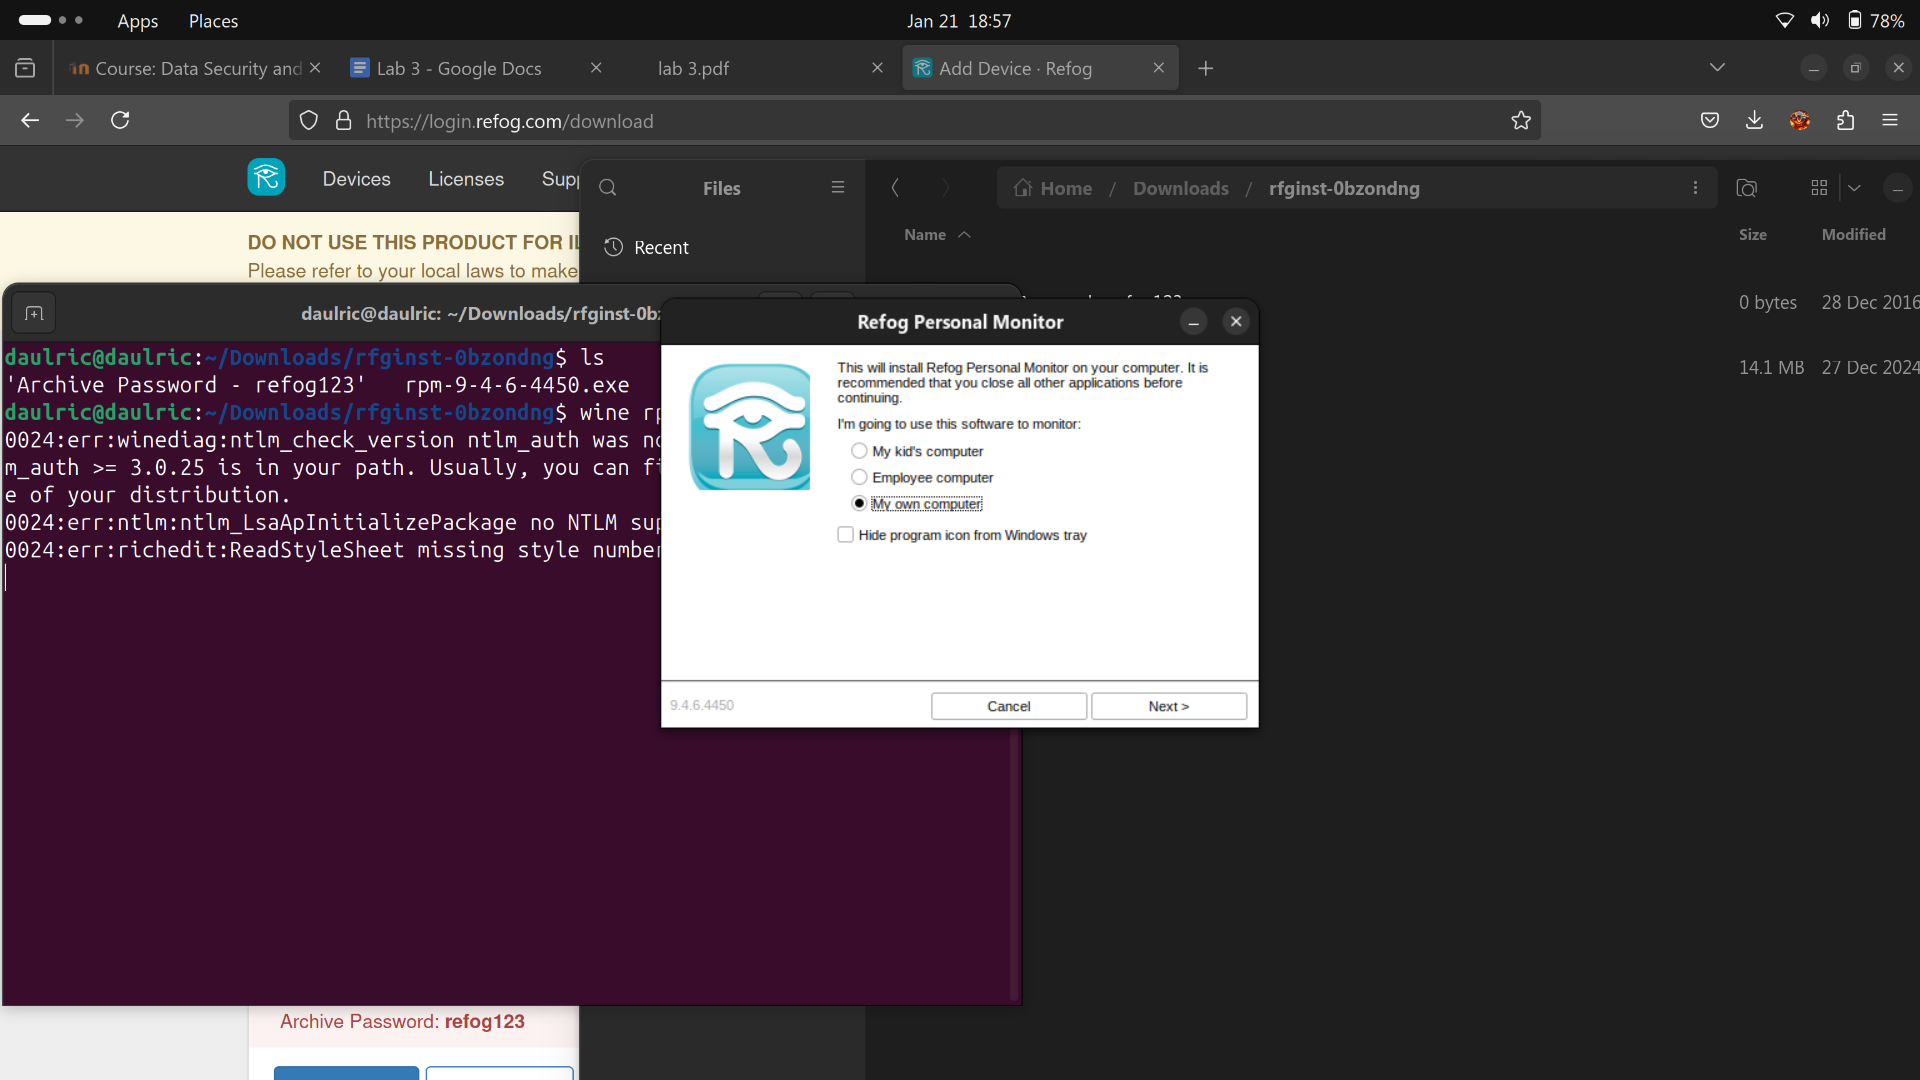 Apps Places Jan 21 18:57 78%
Course: Data Security and Lab 3 - Google Docs lab 3.pdf Add Device · Refog
https://login.refog.com/download
Devices Licenses Supp
Files
Home / Downloads / rfginst-0bzondng
Name Size Modified
Recent
DO NOT USE THIS PRODUCT FOR IL
Please refer to your local laws to make
0 bytes 28 Dec 2016
14.1 MB 27 Dec 2024
daulric@daulric: ~/Downloads/rfginst-0bz
daulric@daulric:~/Downloads/rfginst-0bzondng$ ls
'Archive Password - refog123' rpm-9-4-6-4450.exe
daulric@daulric:~/Downloads/rfginst-0bzondng$ wine rp
0024:err:winediag:ntlm_check_version ntlm_auth was no
m_auth >= 3.0.25 is in your path. Usually, you can fi
e of your distribution.
0024:err:ntlm:ntlm_LsaApInitializePackage no NTLM sup
0024:err:richedit:ReadStyleSheet missing style number
Refog Personal Monitor
This will install Refog Personal Monitor on your computer. It is
recommended that you close all other applications before
continuing.
I'm going to use this software to monitor:
My kid's computer
Employee computer
My own computer
Hide program icon from Windows tray
9.4.6.4450
Cancel
Next >
Archive Password: refog123